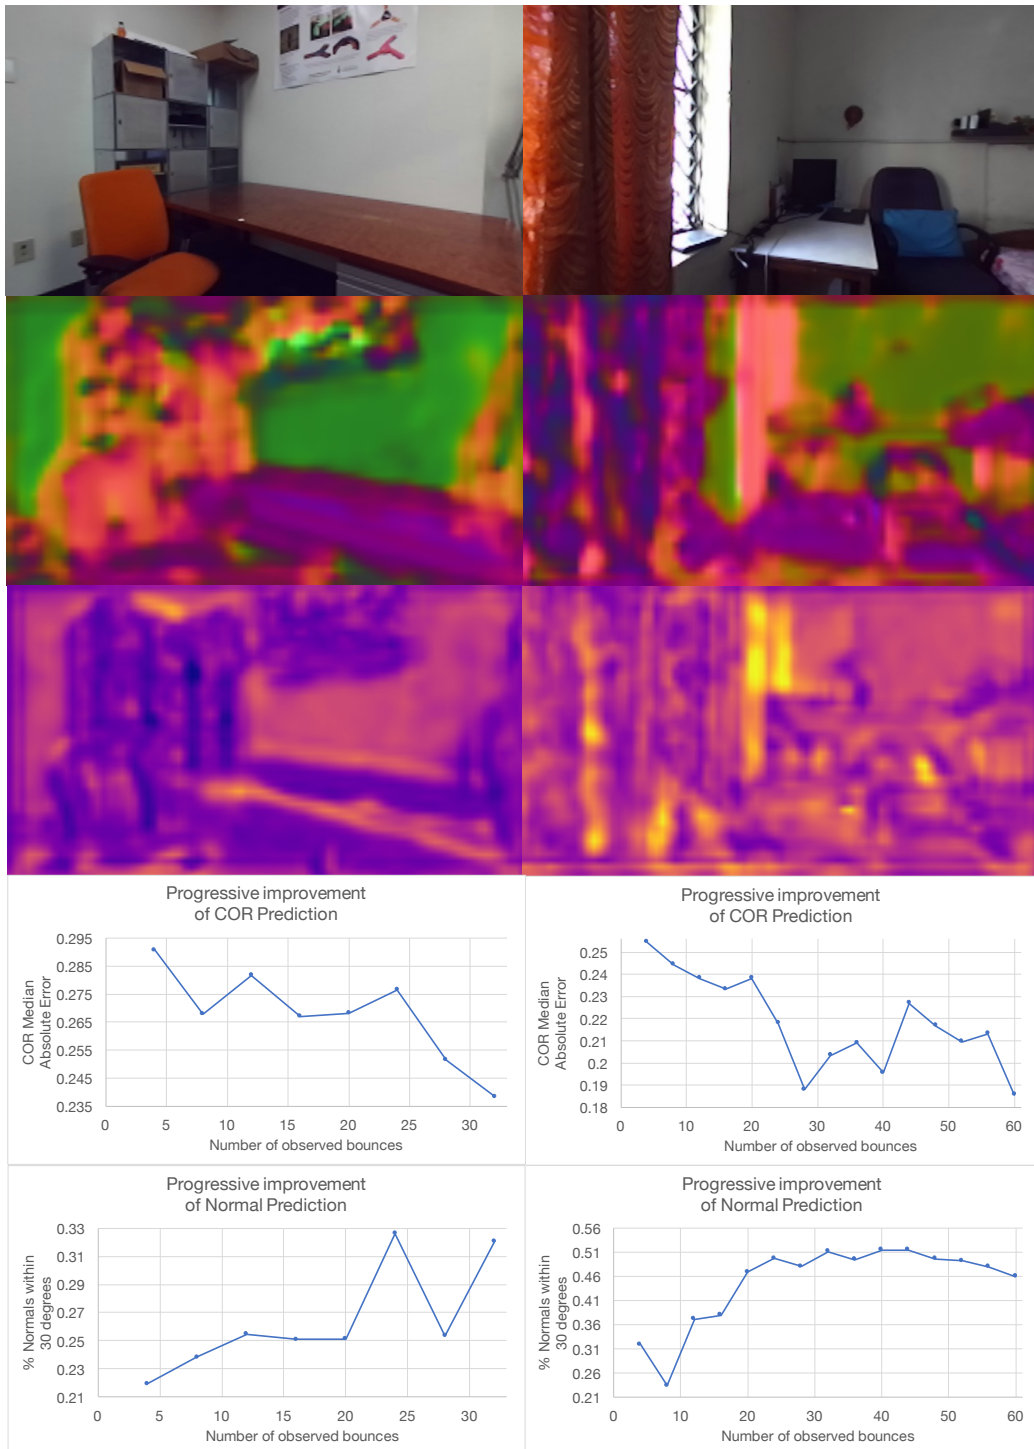 Progressive improvement
of COR Prediction
COR Median
Absolute Error
0.295
0.285
0.275
0.265
0.255
0.245
0.235
0 5 10 15 20 25 30
Number of observed bounces
Progressive improvement
of COR Prediction
COR Median
Absolute Error
0.25
0.24
0.23
0.22
0.21
0.2
0.19
0.18
0 10 20 30 40 50 60
Number of observed bounces
Progressive improvement
of Normal Prediction
% Normals within
30 degrees
0.33
0.31
0.29
0.27
0.25
0.23
0.21
0 5 10 15 20 25 30
Number of observed bounces
Progressive improvement
of Normal Prediction
% Normals within
30 degrees
0.56
0.51
0.46
0.41
0.36
0.31
0.26
0.21
0 10 20 30 40 50 60
Number of observed bounces